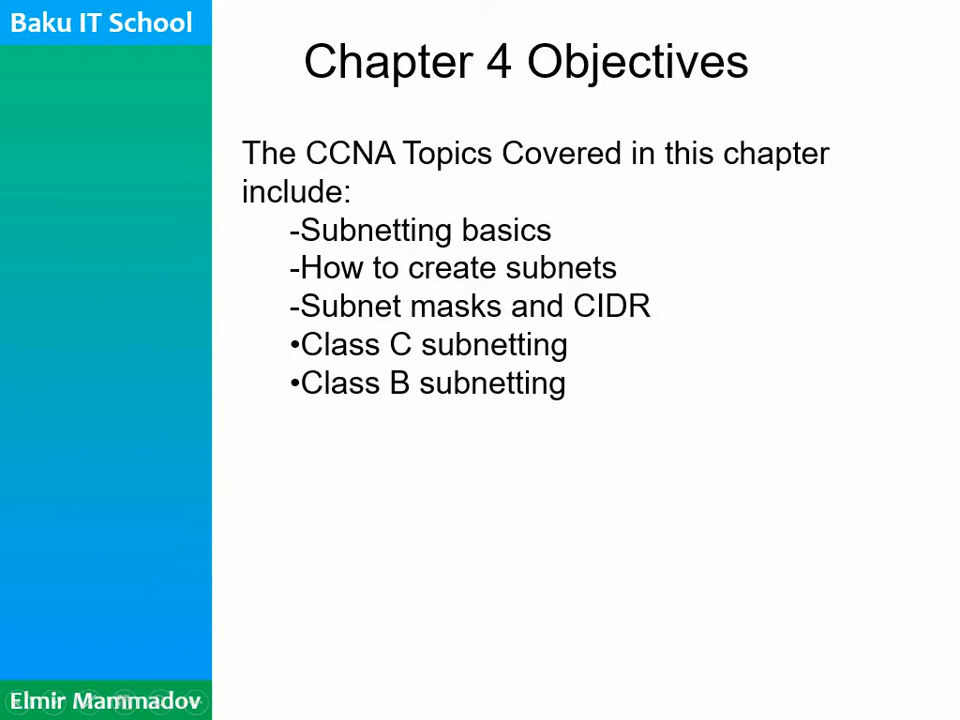 Baku IT School
Chapter 4 Objectives
The CCNA Topics Covered in this chapter
include:
-Subnetting basics
-How to create subnets
-Subnet masks and CIDR
•Class C subnetting
•Class B subnetting
Elmir Mammadov